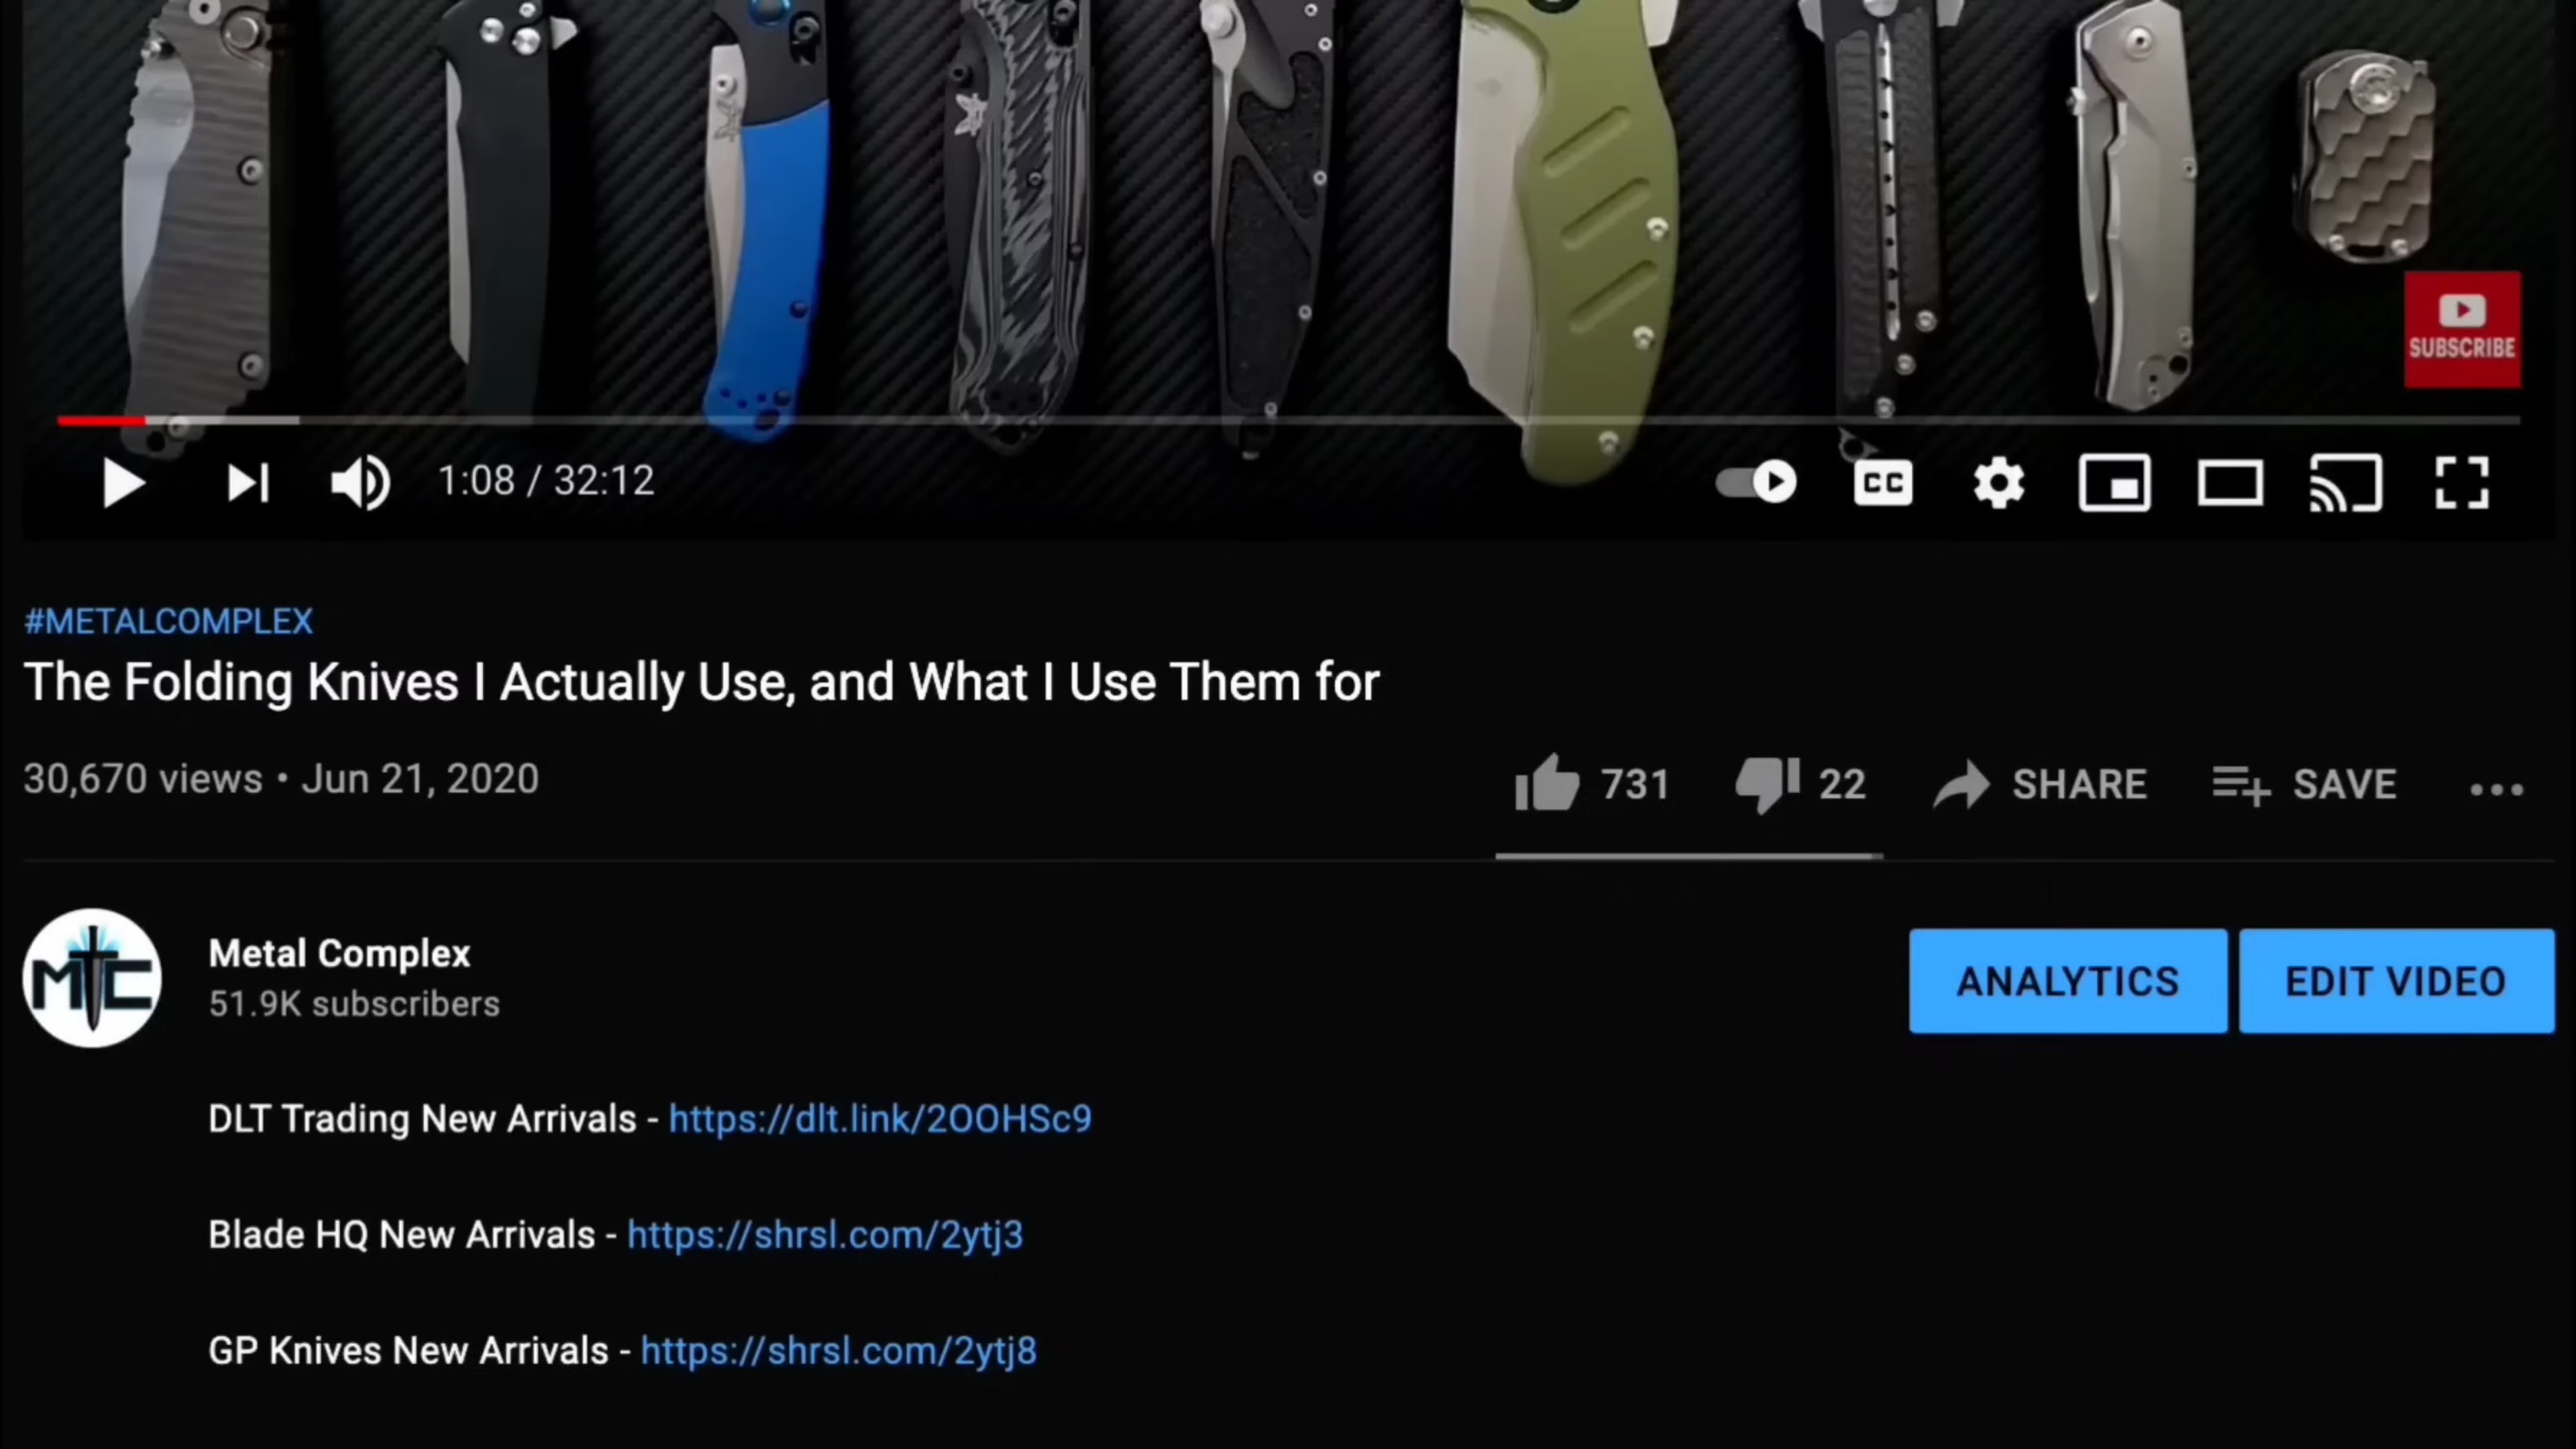 SUBSCRIBE
1:08 / 32:12
CC
#METALCOMPLEX
The Folding Knives I Actually Use, and What I Use Them for
30,670 views • Jun 21, 2020
731
22
SHARE
SAVE
MTC
Metal Complex
51.9K subscribers
ANALYTICS
EDIT VIDEO
DLT Trading New Arrivals - https://dlt.link/2OOHSc9
Blade HQ New Arrivals - https://shrsl.com/2ytj3
GP Knives New Arrivals - https://shrsl.com/2ytj8